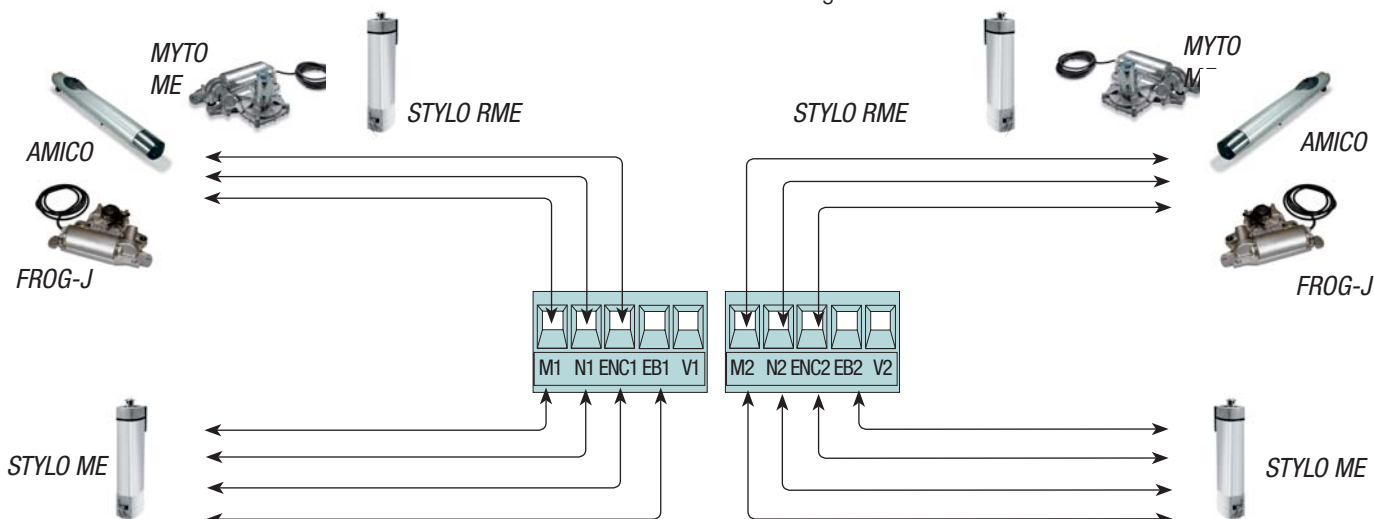 MYTO
ME
STYLO RME
AMICO
FROG-J
STYLO RME
MYTO
AMICO
FROG-J
M1 N1 ENC1 EB1 V1
M2 N2 ENC2 EB2 V2
STYLO ME
STYLO ME